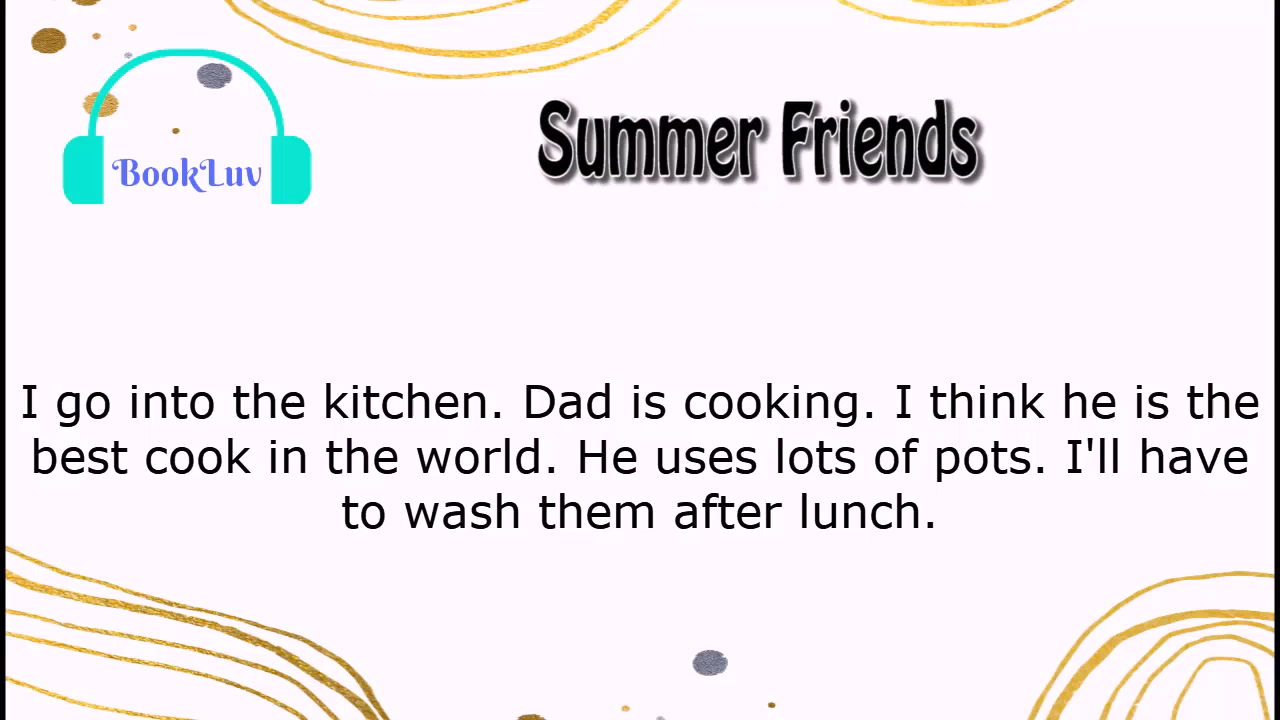 BookLuv
Summer Friends
I go into the kitchen. Dad is cooking. I think he is the
best cook in the world. He uses lots of pots. I'll have
to wash them after lunch.